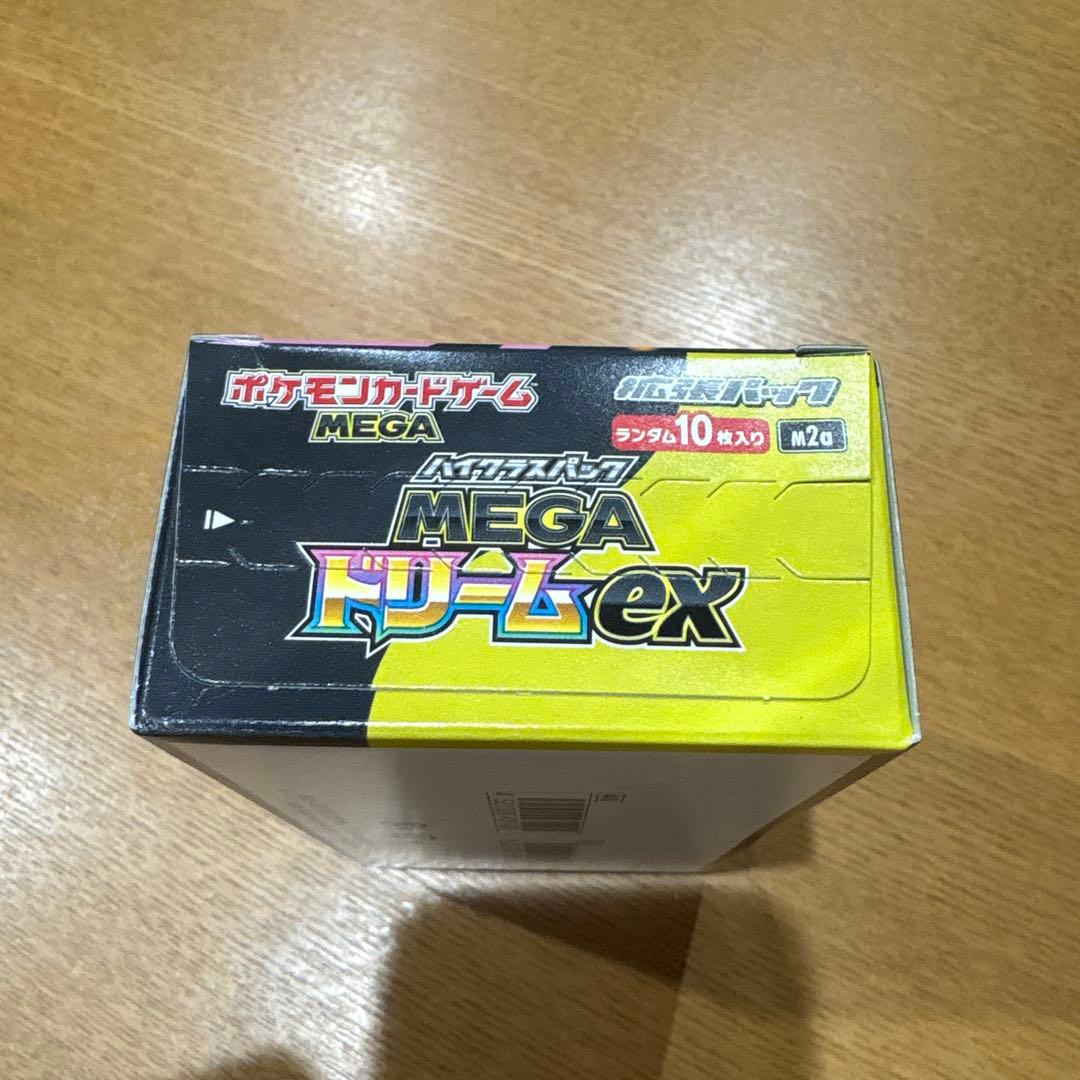 ポケモンカードゲーム
MEGA
拡張パック
ランダム10枚入り
M2a
ハイクラスパック
MEGA
ドリームex